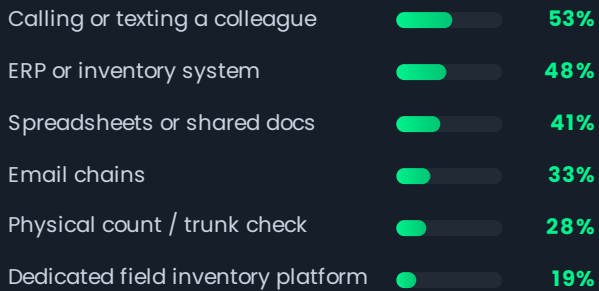 Calling or texting a colleague 53%
ERP or inventory system 48%
Spreadsheets or shared docs 41%
Email chains 33%
Physical count / trunk check 28%
Dedicated field inventory platform 19%